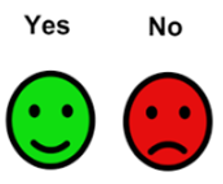 Yes No